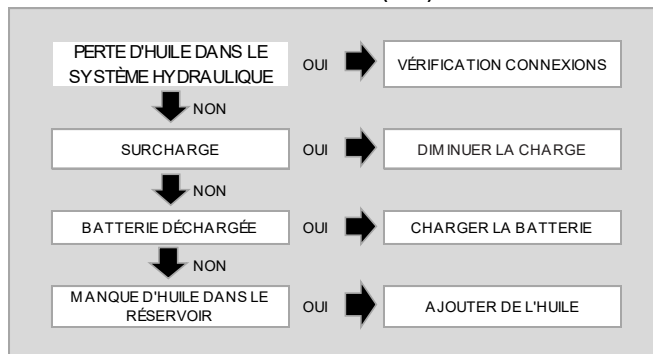 PERTE D'HUILE DANS LE
SYSTÈME HYDRAULIQUE
OUI
VÉRIFICATION CONNEXIONS
NON
SURCHARGE
OUI
DIMINUER LA CHARGE
NON
BATTERIE DÉCHARGÉE
OUI
CHARGER LA BATTERIE
NON
MANQUE D'HUILE DANS LE
RÉSERVOIR
OUI
AJOUTER DE L'HUILE